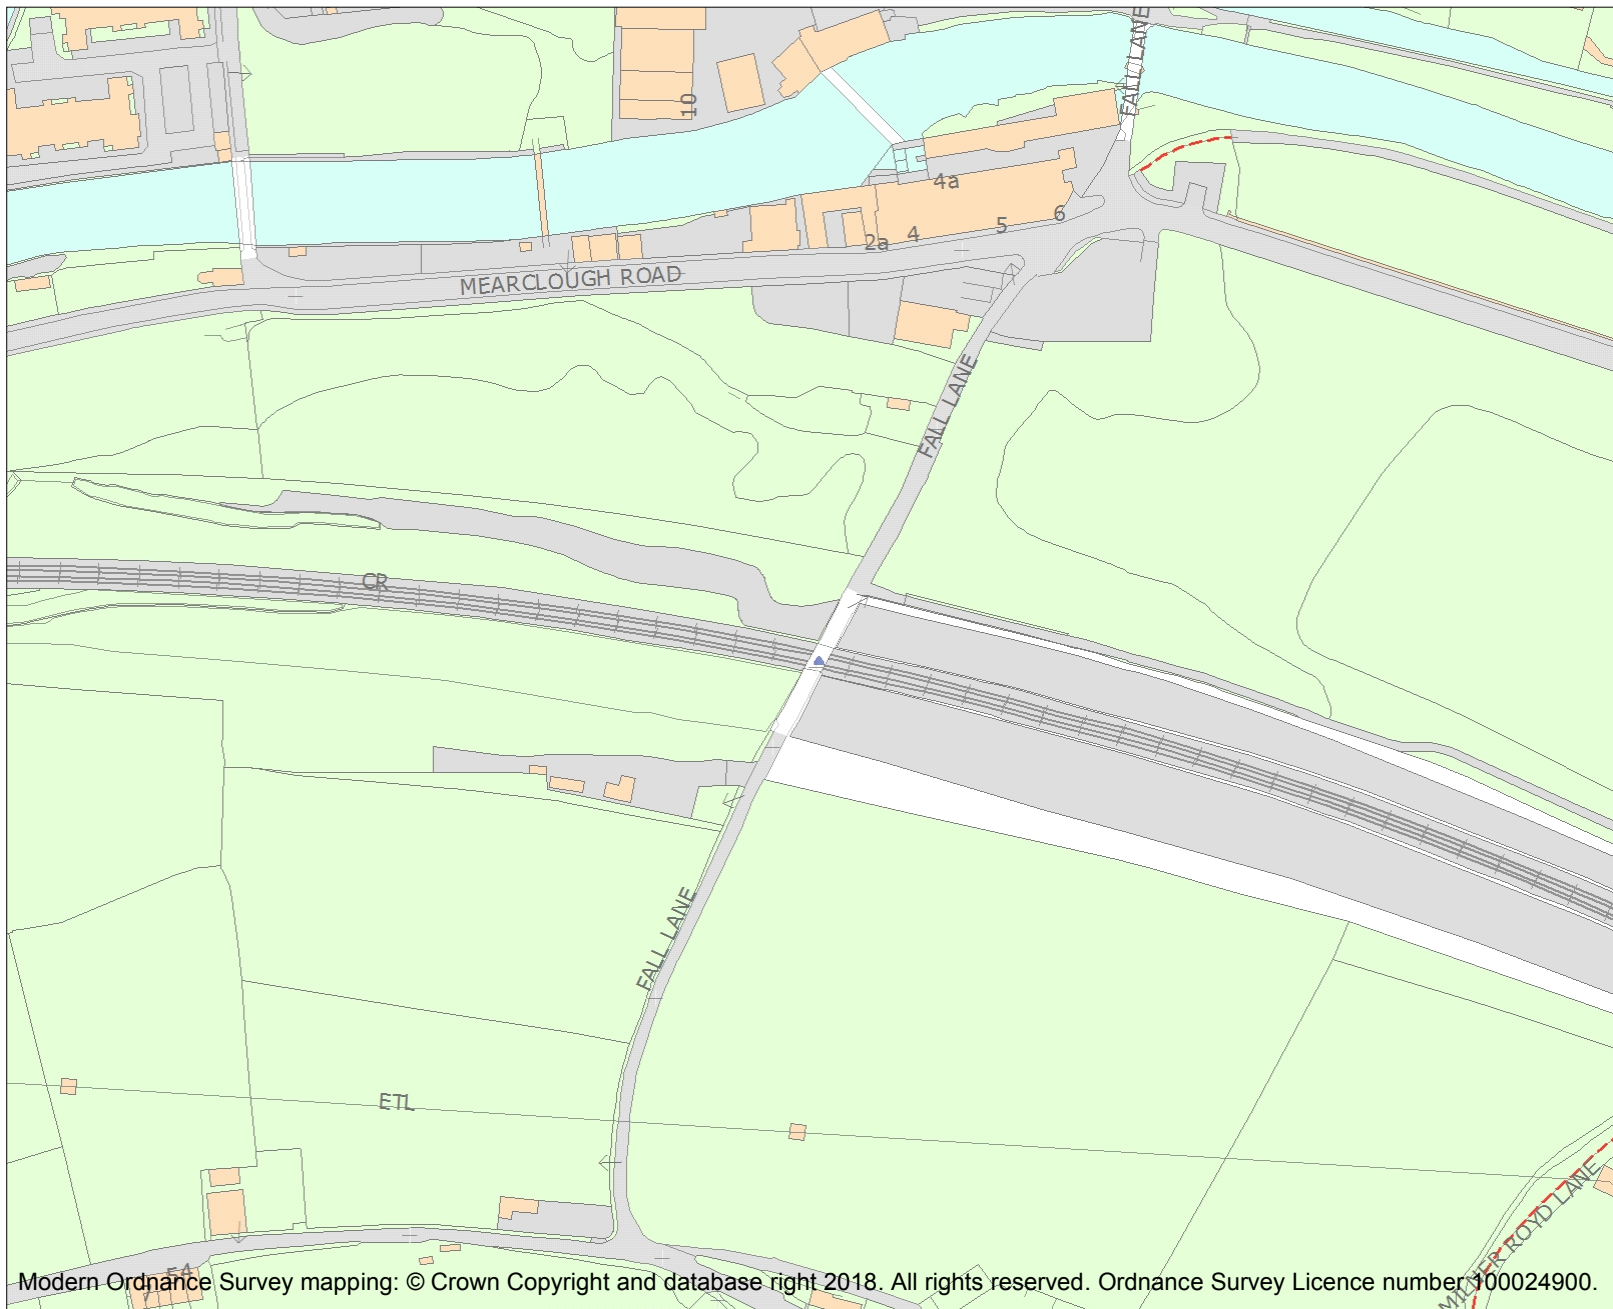 FALL LANE
10
4a
6
5
4
2a
MEARCLOUGH ROAD
FALL LANE
CR
FALL LANE
ETL
MILNER ROYD LANE
54
Modern Ordnance Survey mapping: © Crown Copyright and database right 2018. All rights reserved. Ordnance Survey Licence number 100024900.